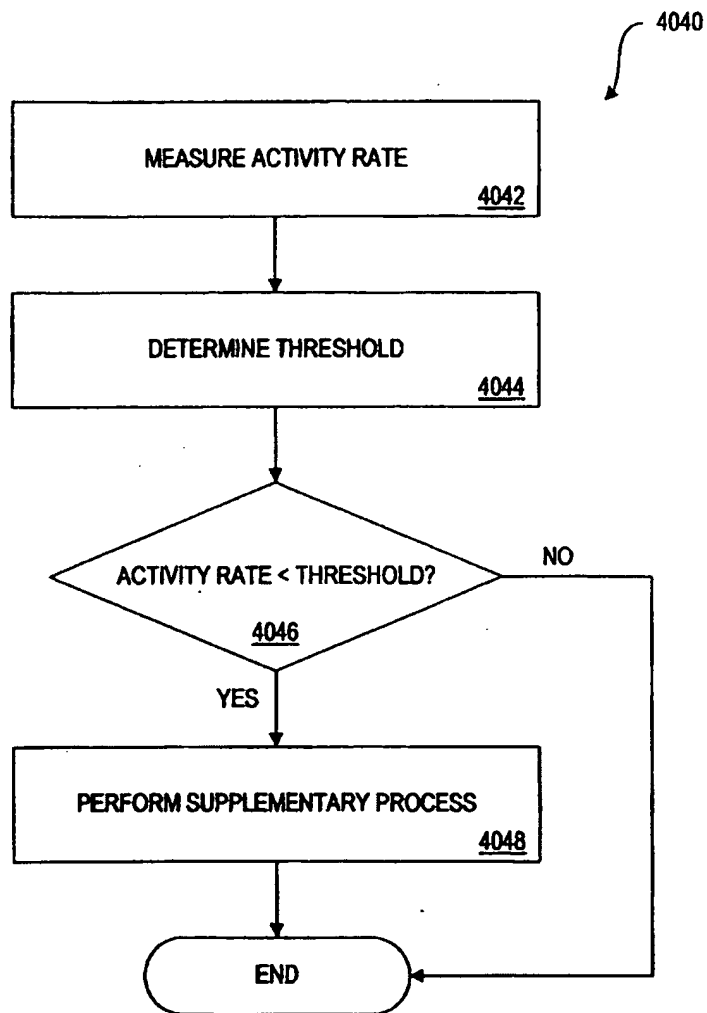 4040
MEASURE ACTIVITY RATE
4042
DETERMINE THRESHOLD
4044
ACTIVITY RATE < THRESHOLD?
4046
NO
YES
PERFORM SUPPLEMENTARY PROCESS
4048
END